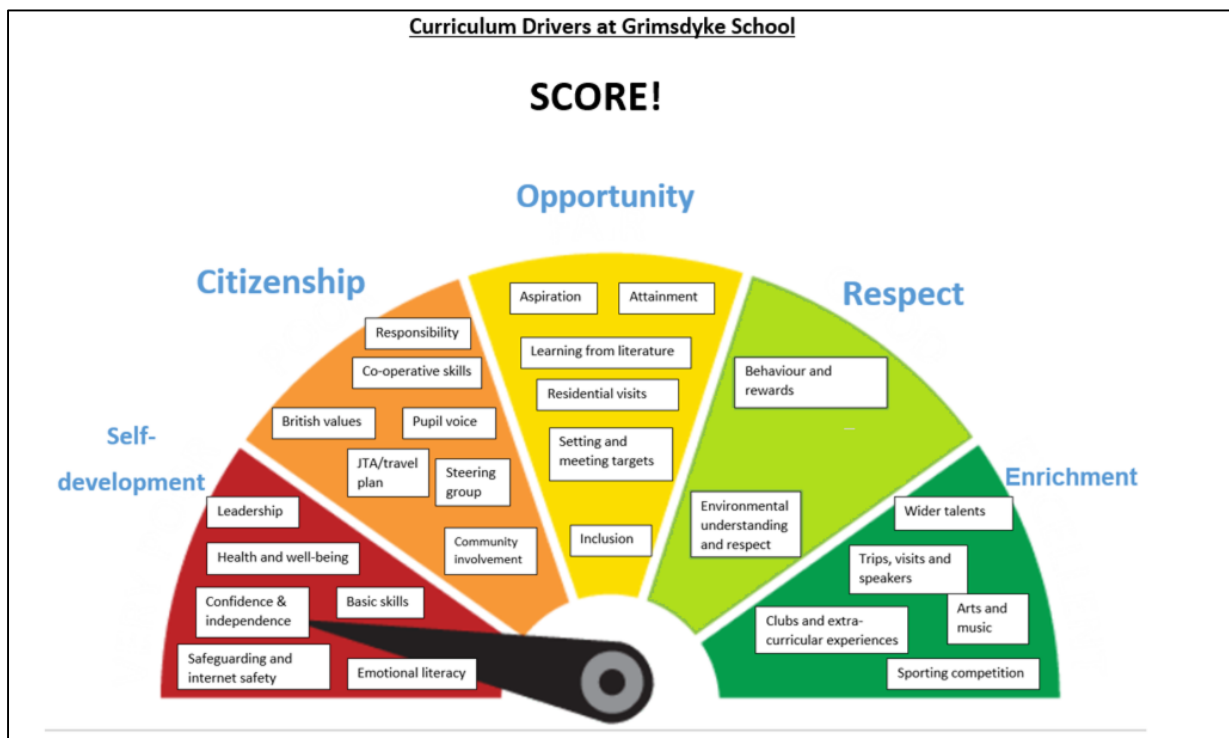 Curriculum Drivers at Grimsdyke School
SCORE!
Self-
development
Leadership
Health and well-being
Confidence &
independence
Basic skills
Safeguarding and
internet safety
Emotional literacy
Citizenship
Responsibility
Co-operative skills
British values
Pupil voice
JTA/travel
plan
Steering
group
Community
involvement
Opportunity
Aspiration
Attainment
Learning from literature
Residential visits
Setting and
meeting targets
Inclusion
Respect
Behaviour and
rewards
Environmental
understanding
and respect
Enrichment
Wider talents
Trips, visits and
speakers
Arts and
music
Clubs and extra-
curricular experiences
Sporting competition